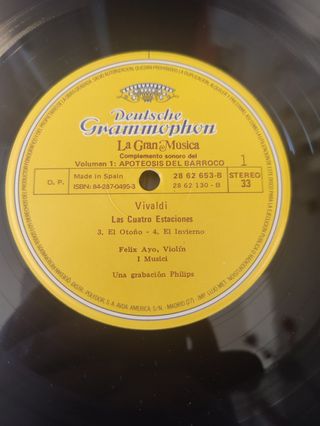 Deutsche
Grammophon
La Gran Música
Complemento sonoro del
Volumen 1: APOTEOSIS DEL BARROCO
1
D. P.
Made in Spain
ISBN: 84-287-0495-3
28 62 653-B
28 62 130-B
STEREO
33
Vivaldi
Las Cuatro Estaciones
3. El Otoño - 4. El Invierno
Felix Ayo, Violín
I Musici
Una grabación Philips